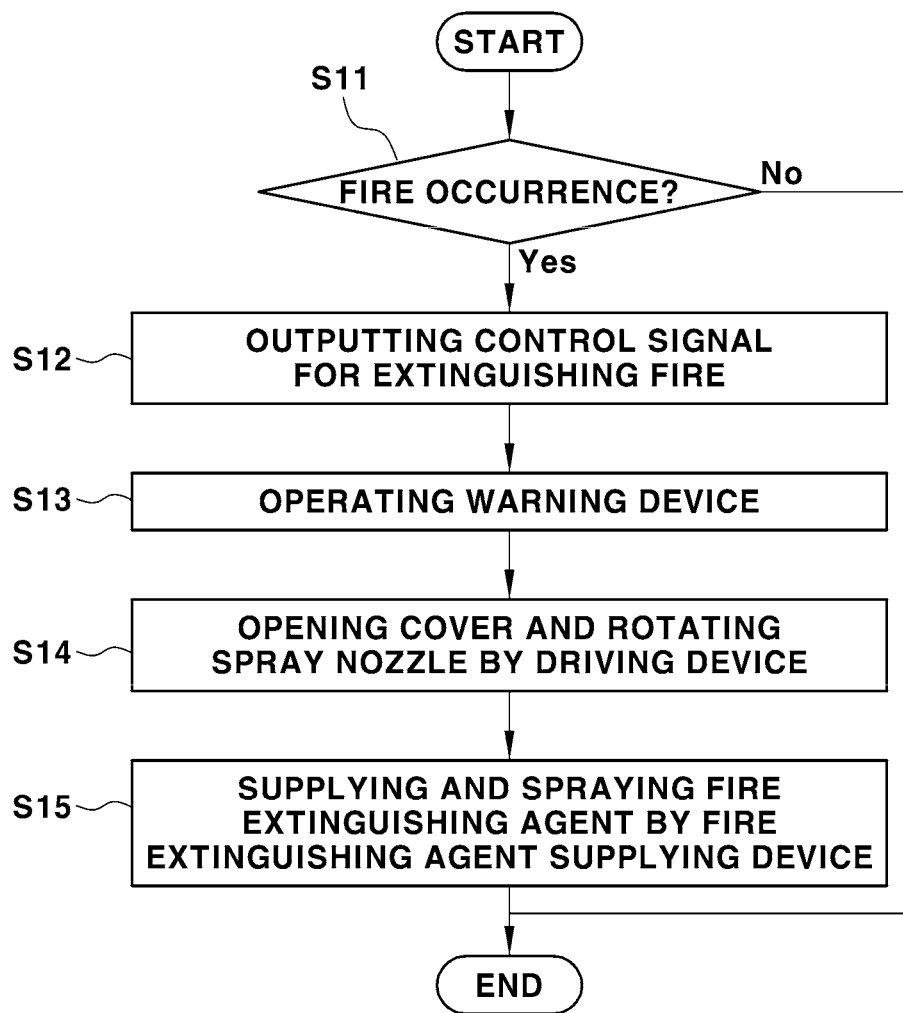 START
S11
FIRE OCCURRENCE?
No
Yes
S12
OUTPUTTING CONTROL SIGNAL
FOR EXTINGUISHING FIRE
S13
OPERATING WARNING DEVICE
S14
OPENING COVER AND ROTATING
SPRAY NOZZLE BY DRIVING DEVICE
S15
SUPPLYING AND SPRAYING FIRE
EXTINGUISHING AGENT BY FIRE
EXTINGUISHING AGENT SUPPLYING DEVICE
END